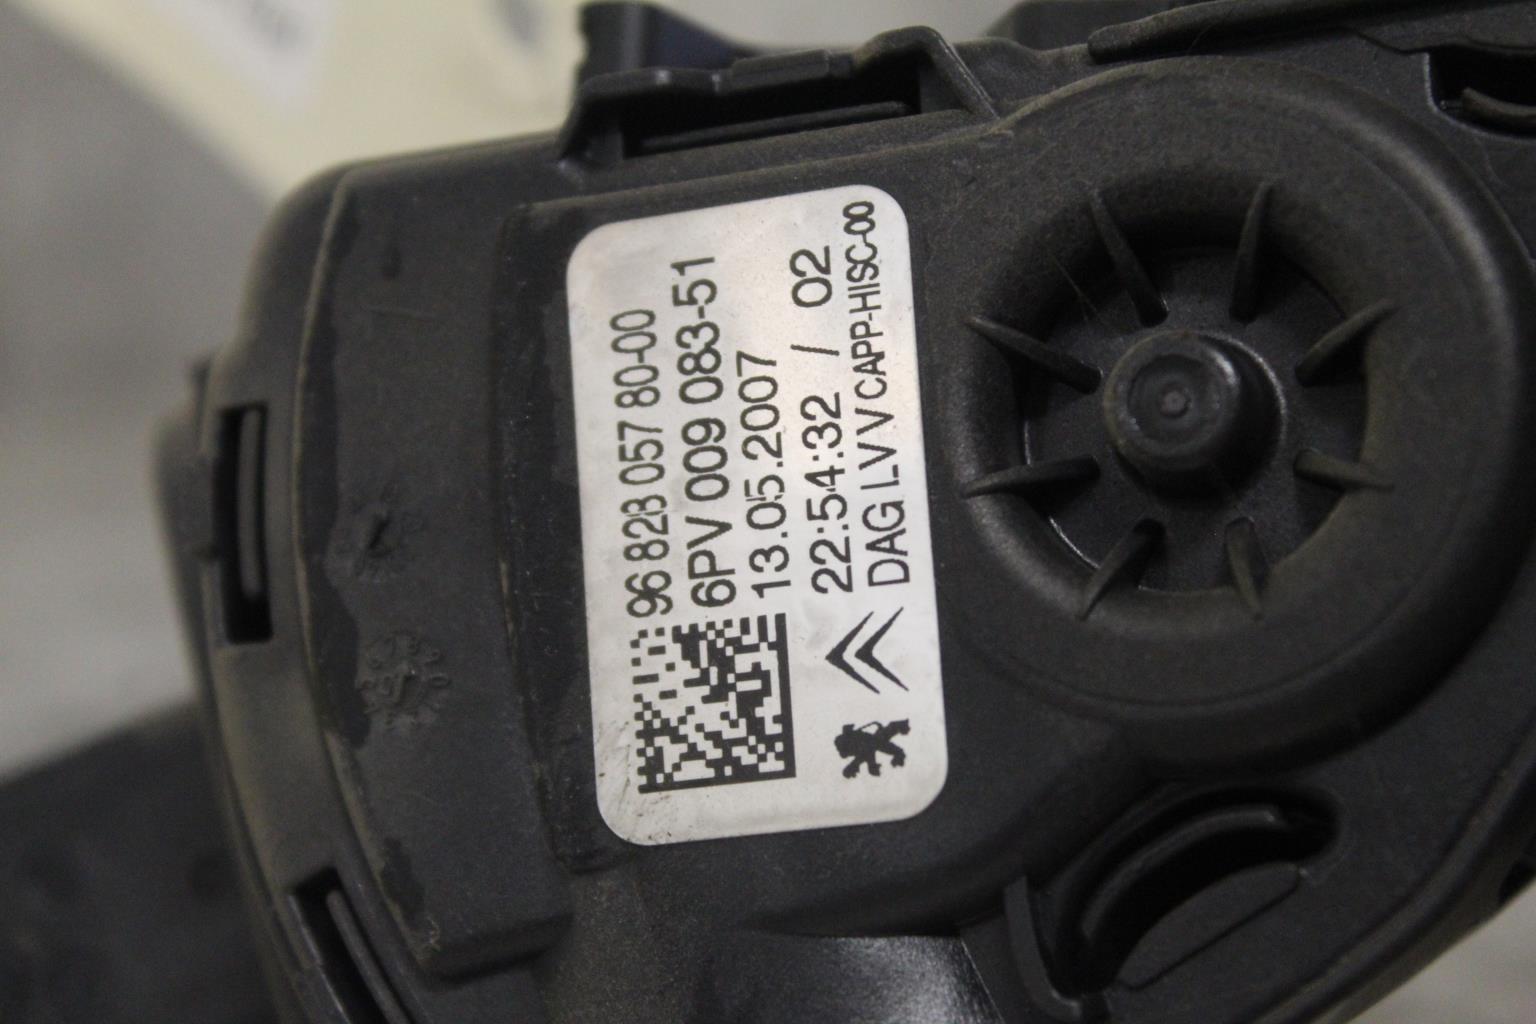 96 828 057 80-00
6PV 009 083-51
13.05.2007
22:54:32 / 02
DAG LV V CAPP-HISC-00